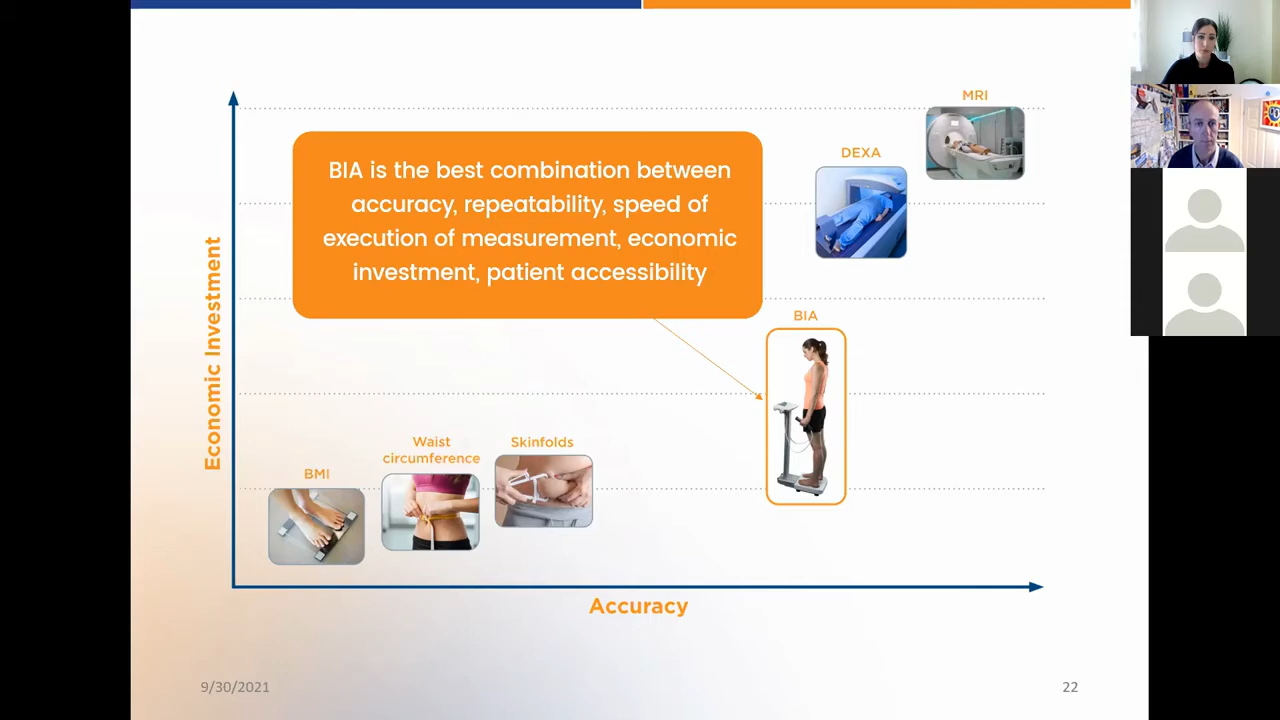 MRI
DEXA
BIA is the best combination between
accuracy, repeatability, speed of
execution of measurement, economic
investment, patient accessibility
BIA
Economic Investment
Waist
circumference
Skinfolds
BMI
Accuracy
9/30/2021
22